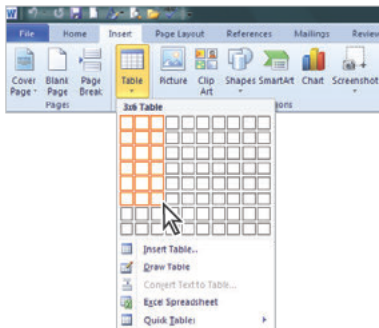 W
File Home Insert Page Layout References Mailings Review
Cover Page Blank Page Page Break Table Picture Clip Art Shapes SmartArt Chart Screenshot
Pages ions
3x6 Table
Insert Table...
Draw Table
Convert Text to Table...
Excel Spreadsheet
Quick Tables